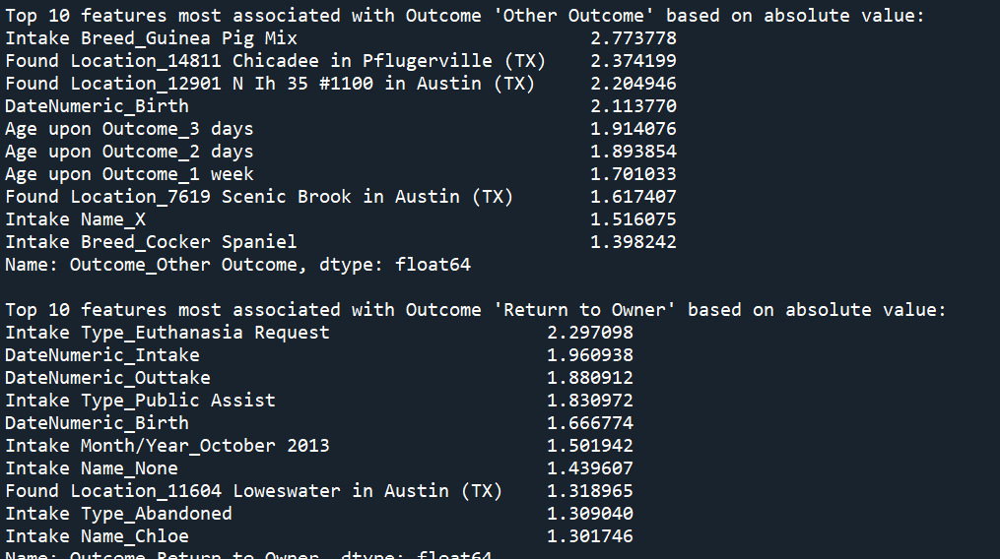 Top 10 features most associated with Outcome 'Other Outcome' based on absolute value:
Intake Breed_Guinea Pig Mix 2.773778
Found Location_14811 Chicadee in Pflugerville (TX) 2.374199
Found Location_12901 N Ih 35 #1100 in Austin (TX) 2.204946
DateNumeric_Birth 2.113770
Age upon Outcome_3 days 1.914076
Age upon Outcome_2 days 1.893854
Age upon Outcome_1 week 1.701033
Found Location_7619 Scenic Brook in Austin (TX) 1.617407
Intake Name_X 1.516075
Intake Breed_Cocker Spaniel 1.398242
Name: Outcome_Other Outcome, dtype: float64
Top 10 features most associated with Outcome 'Return to Owner' based on absolute value:
Intake Type_Euthanasia Request 2.297098
DateNumeric_Intake 1.960938
DateNumeric_Outtake 1.880912
Intake Type_Public Assist 1.830972
DateNumeric_Birth 1.666774
Intake Month/Year_October 2013 1.501942
Intake Name_None 1.439607
Found Location_11604 Loweswater in Austin (TX) 1.318965
Intake Type_Abandoned 1.309040
Intake Name_Chloe 1.301746
Name: Outcome_Return to Owner, dtype: float64